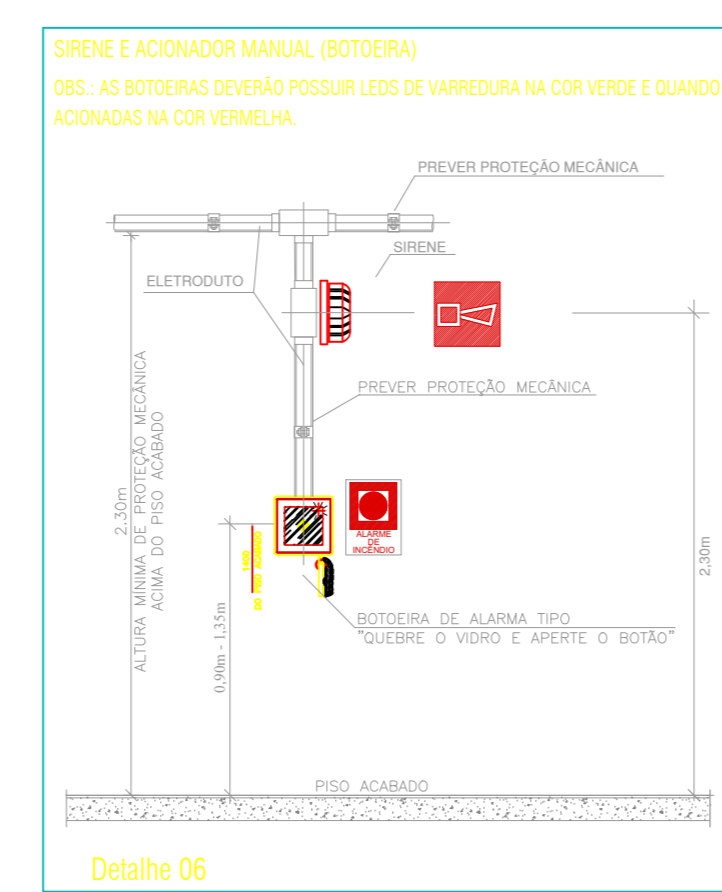 SIRENE E ACIONADOR MANUAL (BOTOEIRA)
OBS.: AS BOTOEIRAS DEVERÃO POSSUIR LEDS DE VARREDURA NA COR VERDE E QUANDO
ACIONADAS NA COR VERMELHA.
PREVER PROTEÇÃO MECÂNICA
SIRENE
ELETRODUTO
PREVER PROTEÇÃO MECÃNICA
2.30m
ALTURA MÍNIMA DE PROTEÇÃO MECÂNICA
ACIMA DO PISO ACABADO
1400
DO PISO ACABADO
0,90m - 1,35m
ALARME
DE
INCÊNDIO
2,30m
BOTOEIRA DE ALARMA TIPO
"QUEBRE O VIDRO E APERTE O BOTÃO"
PISO ACABADO
Detalhe 06